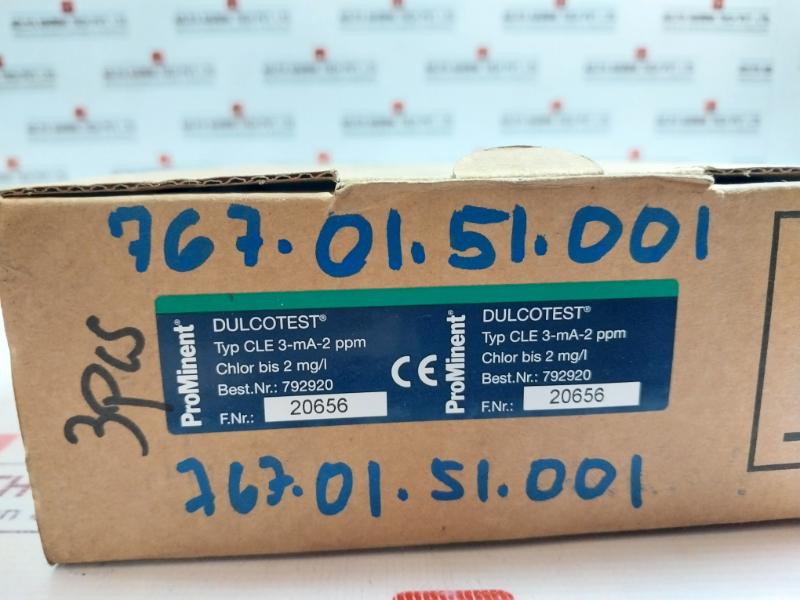 767.01.51.001
3pcs
ProMinent®
DULCOTEST®
Typ CLE 3-mA-2 ppm
Chlor bis 2 mg/l
Best.Nr.: 792920
F.Nr.: 20656
CE
ProMinent®
DULCOTEST®
Typ CLE 3-mA-2 ppm
Chlor bis 2 mg/l
Best.Nr.: 792920
F.Nr.: 20656
767.01.51.001